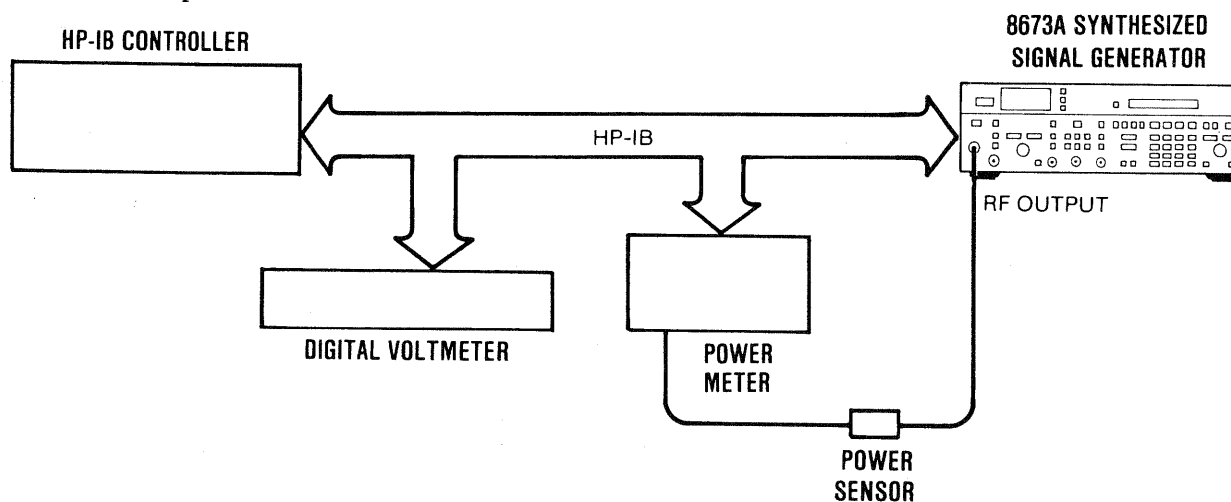 8673A SYNTHESIZED
SIGNAL GENERATOR
HP-IB CONTROLLER
HP-IB
RF OUTPUT
DIGITAL VOLTMETER
POWER
METER
POWER
SENSOR